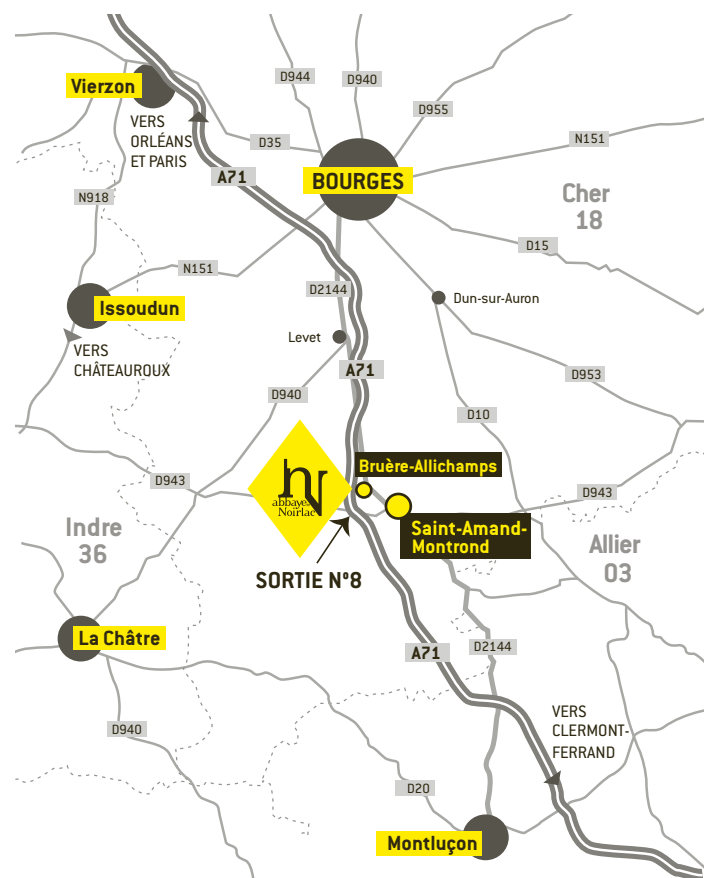 D944
D940
D955
Vierzon
VERS
ORLÉANS
ET PARIS
D35
N151
A71
BOURGES
Cher
18
N918
D15
N151
D2144
Dun-sur-Auron
Issoudun
Levet
VERS
CHÂTEAUROUX
A71
D953
D940
D10
Bruère-Allichamps
D943
D943
hN
abbaye de
Noirlac
Saint-Amand-
Montrond
Indre
36
Allier
03
SORTIE N°8
La Châtre
A71
D2144
VERS
CLERMONT-
FERRAND
D940
D20
Montluçon